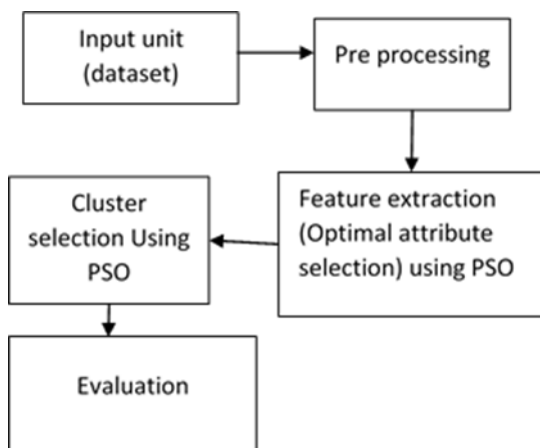 Input unit
(dataset)
Pre processing
Feature extraction
(Optimal attribute
selection) using PSO
Cluster
selection Using
PSO
Evaluation